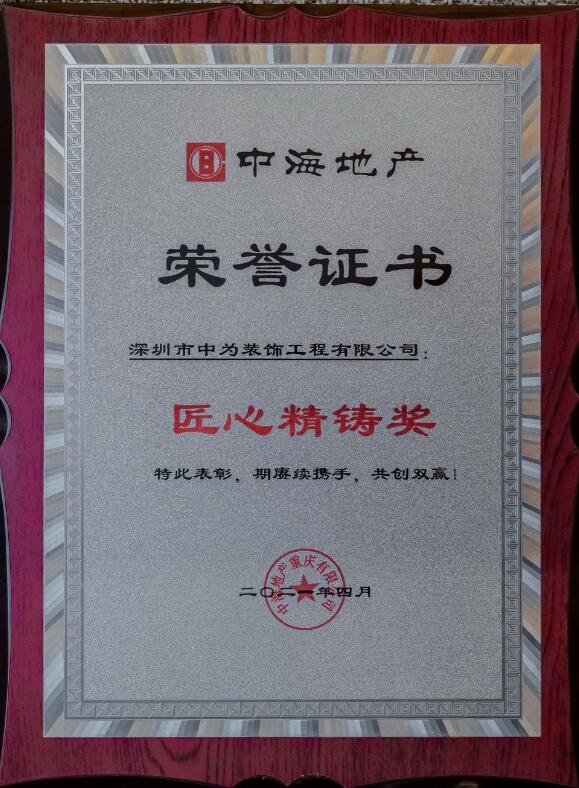 中海地产
荣誉证书
深圳市中为装饰工程有限公司：
匠心精铸奖
特此表彰，期赓续携手，共创双赢！
中海地产重庆有限公司
二〇二一年四月